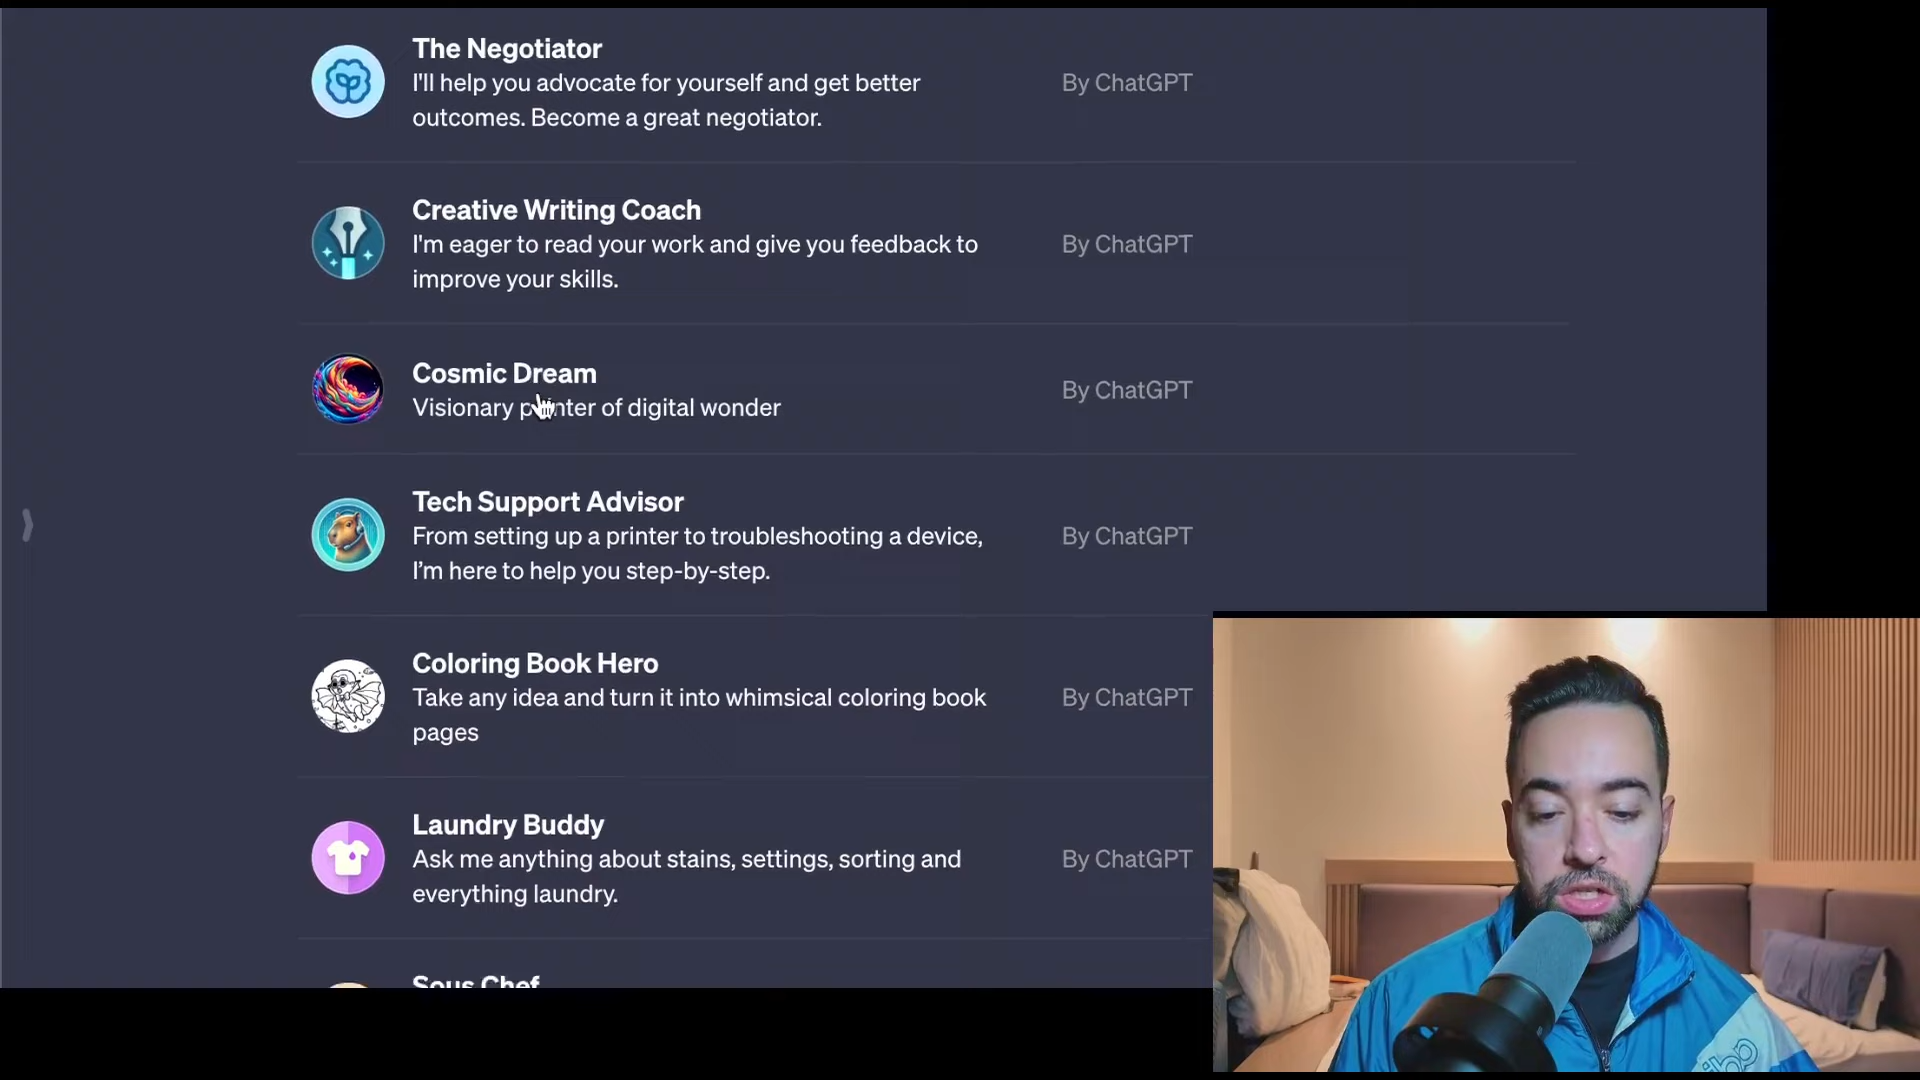 The Negotiator
I'll help you advocate for yourself and get better
outcomes. Become a great negotiator.
By ChatGPT
Creative Writing Coach
I'm eager to read your work and give you feedback to
improve your skills.
By ChatGPT
Cosmic Dream
Visionary painter of digital wonder
By ChatGPT
Tech Support Advisor
From setting up a printer to troubleshooting a device,
I’m here to help you step-by-step.
By ChatGPT
Coloring Book Hero
Take any idea and turn it into whimsical coloring book
pages
By ChatGPT
Laundry Buddy
Ask me anything about stains, settings, sorting and
everything laundry.
By ChatGPT
Sous Chef